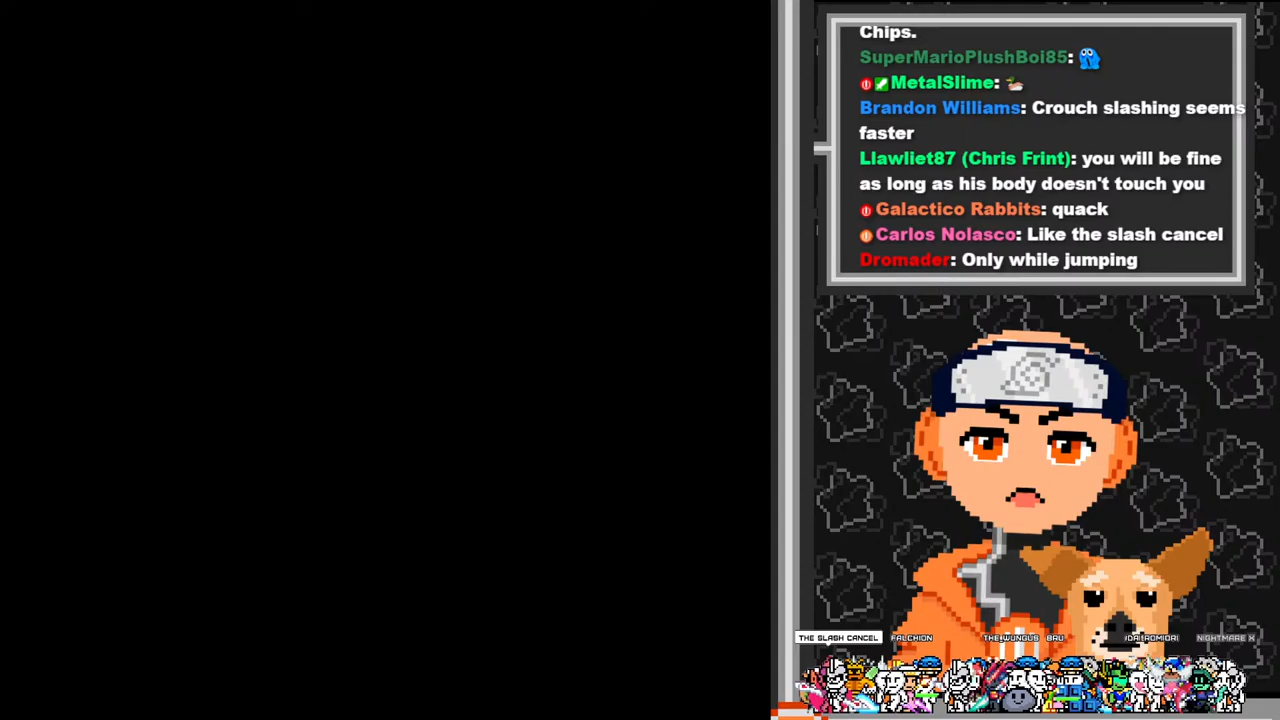 Chips.
SuperMarioPlushBoi85:
MetalSlime:
Brandon Williams: Crouch slashing seems
faster
Llawliet87 (Chris Frint): you will be fine
as long as his body doesn't touch you
Galactico Rabbits: quack
Carlos Nolasco: Like the slash cancel
Dromader: Only while jumping
THE SLASH CANCEL FALCHION THE WUNGUS NIGHTMARE X